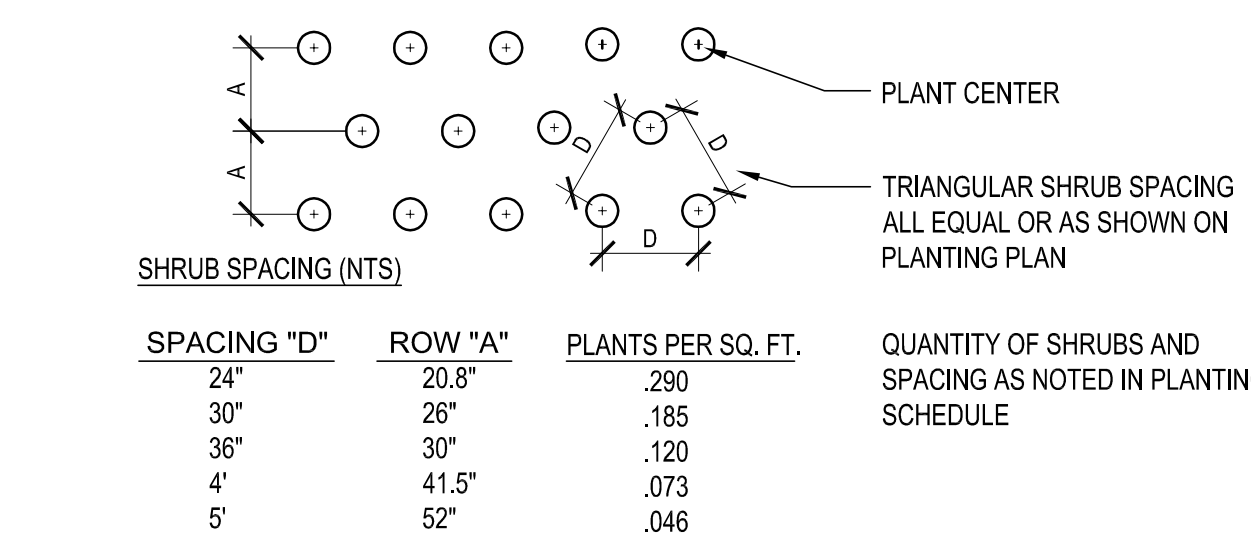 PLANT CENTER
A
D
D
A
TRIANGULAR SHRUB SPACING
ALL EQUAL OR AS SHOWN ON
PLANTING PLAN
D
SHRUB SPACING (NTS)
SPACING "D" ROW "A" PLANTS PER SQ. FT.
24" 20.8" .290
30" 26" .185
36" 30" .120
4' 41.5" .073
5' 52" .046
QUANTITY OF SHRUBS AND
SPACING AS NOTED IN PLANTIN
SCHEDULE